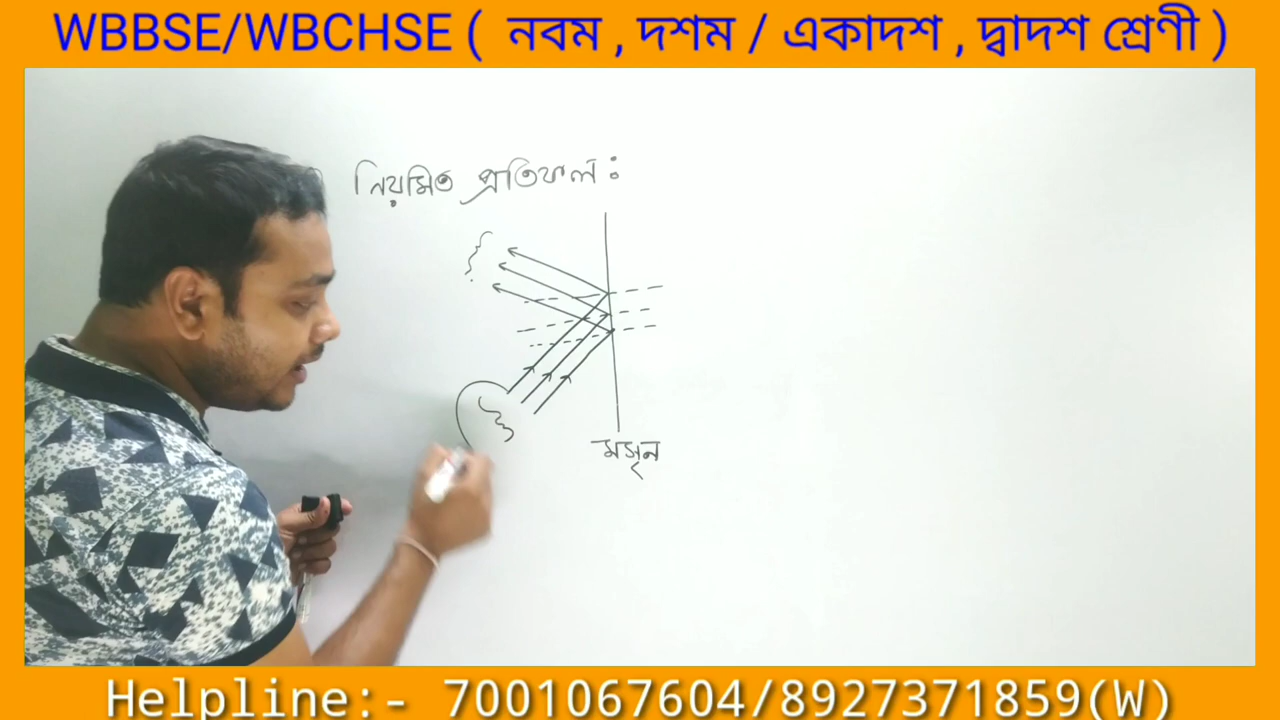 WBBSE/WBCHSE ( নবম , দশম / একাদশ , দ্বাদশ শ্রেণী )
নিয়মিত প্রতিফলন :
মসৃন
Helpline:- 7001067604/8927371859(W)